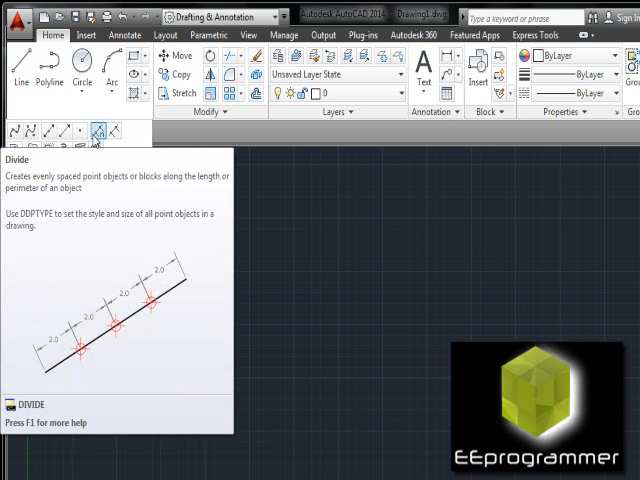 Drafting & Annotation
Autodesk AutoCAD 2014 Drawing1.dwg
Type a keyword or phrase
Sign In
Home Insert Annotate Layout Parametric View Manage Output Plug-ins Autodesk 360 Featured Apps Express Tools
Line
Polyline
Circle
Arc
Move
Copy
Stretch
Modify
Unsaved Layer State
0
Layers
Text
Annotation
Insert
Block
ByLayer
ByLayer
ByLayer
Properties
Divide
Creates evenly spaced point objects or blocks along the length or
perimeter of an object
Use DDPTYPE to set the style and size of all point objects in a
drawing.
2.0
2.0
2.0
2.0
DIVIDE
Press F1 for more help
EEprogrammer